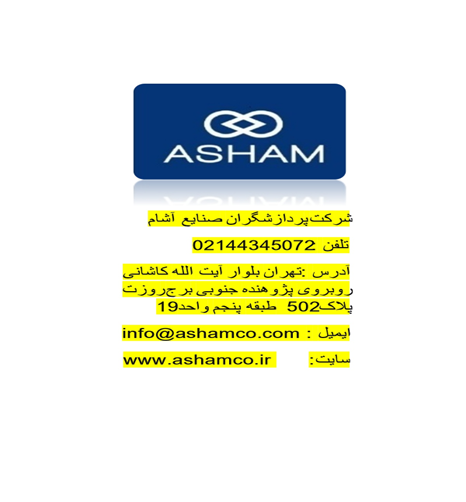 ASHAM
شرکت‌پردازشگران صنایع آشام
تلفن 02144345072
آدرس :تهران بلوار آیت الله کاشانی
روبروی پژوهنده جنوبی برج‌روزت
پلاک502 طبقه پنجم واحد19
ایمیل : info@ashamco.com
سایت: www.ashamco.ir